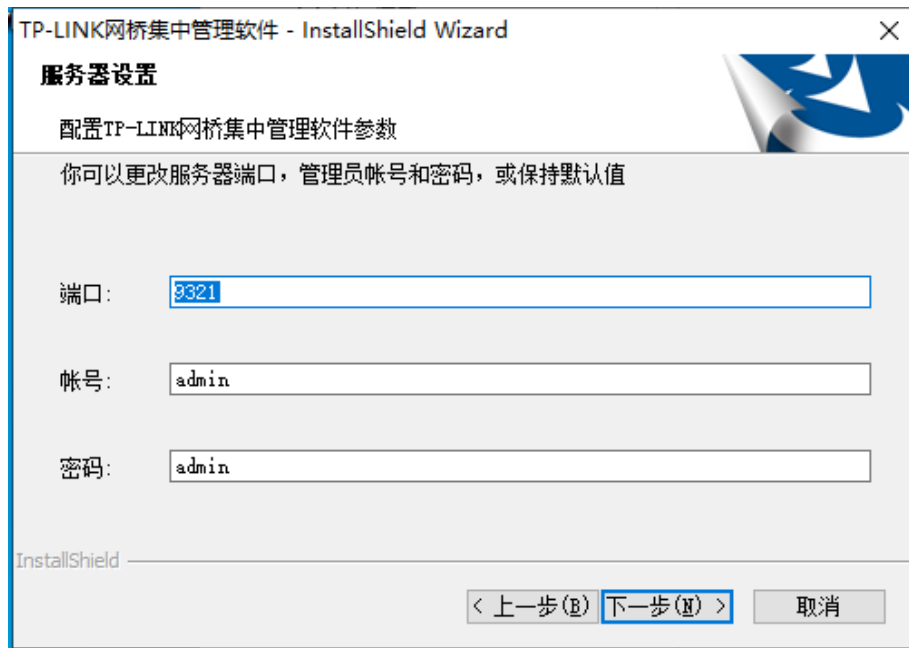 TP-LINK网桥集中管理软件 - InstallShield Wizard
服务器设置
配置TP-LINK网桥集中管理软件参数
你可以更改服务器端口，管理员帐号和密码，或保持默认值
端口：
9321
帐号：
admin
密码：
admin
InstallShield
< 上一步(B)
下一步(N) >
取消